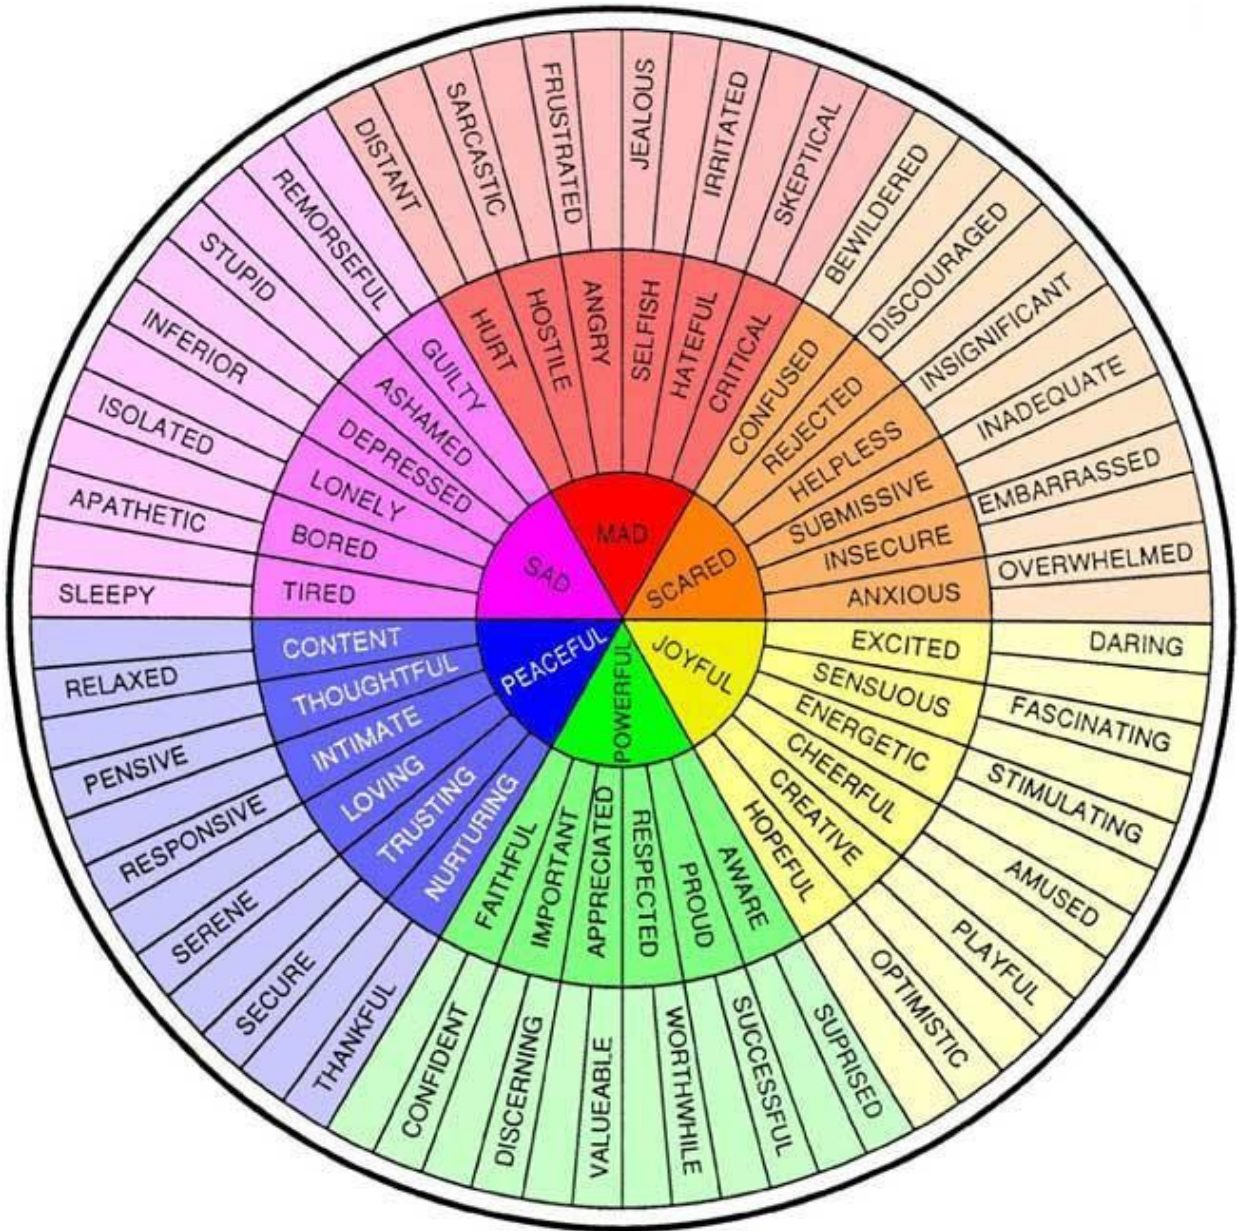 MAD
SCARED
JOYFUL
POWERFUL
PEACEFUL
SAD
HURT
HOSTILE
ANGRY
SELFISH
HATEFUL
CRITICAL
CONFUSED
REJECTED
HELPLESS
SUBMISSIVE
INSECURE
ANXIOUS
EXCITED
SENSUOUS
ENERGETIC
CHEERFUL
CREATIVE
HOPEFUL
AWARE
PROUD
RESPECTED
APPRECIATED
IMPORTANT
FAITHFUL
NURTURING
TRUSTING
LOVING
INTIMATE
THOUGHTFUL
CONTENT
TIRED
BORED
LONELY
DEPRESSED
ASHAMED
GUILTY
DISTANT
SARCASTIC
FRUSTRATED
JEALOUS
IRRITATED
SKEPTICAL
BEWILDERED
DISCOURAGED
INSIGNIFICANT
INADEQUATE
EMBARRASSED
OVERWHELMED
DARING
FASCINATING
STIMULATING
AMUSED
PLAYFUL
OPTIMISTIC
SUPRISED
SUCCESSFUL
WORTHWHILE
VALUEABLE
DISCERNING
CONFIDENT
THANKFUL
SECURE
SERENE
RESPONSIVE
PENSIVE
RELAXED
SLEEPY
APATHETIC
ISOLATED
INFERIOR
STUPID
REMORSEFUL